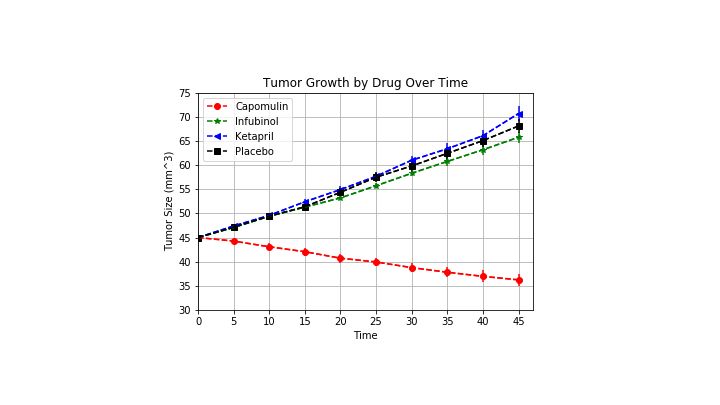 Tumor Growth by Drug Over Time
75
70
65
60
55
50
45
40
35
30
Tumor Size (mm^3)
Capomulin
Infubinol
Ketapril
Placebo
0 5 10 15 20 25 30 35 40 45
Time